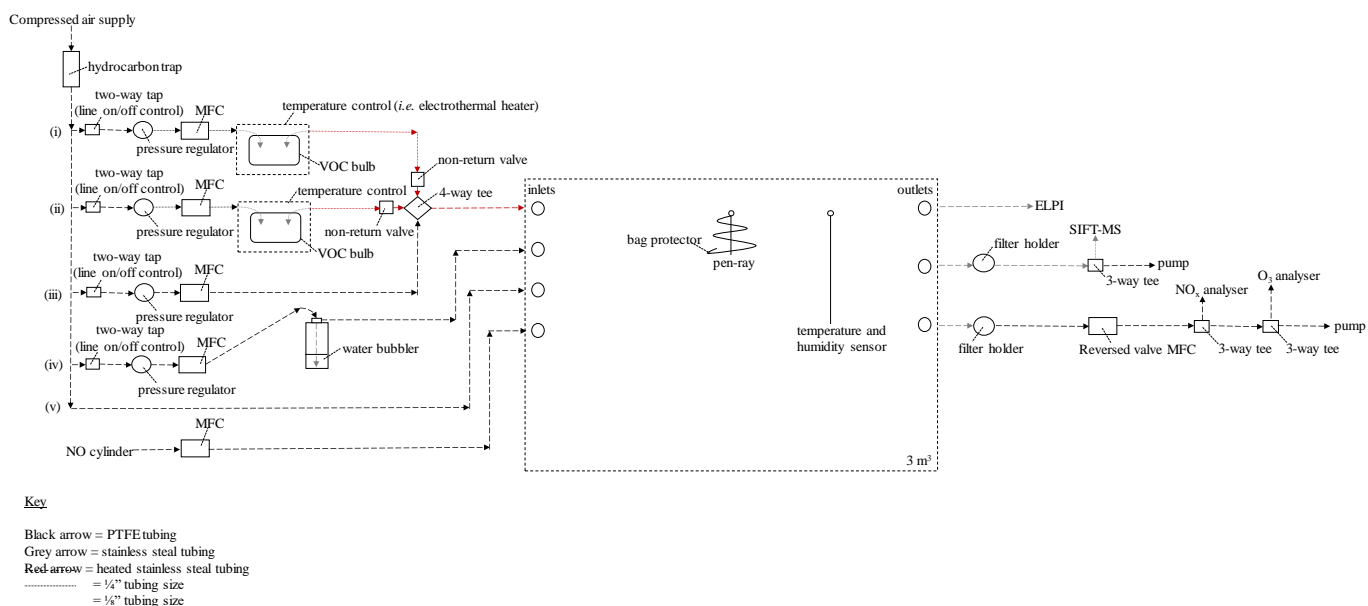 Compressed air supply
hydrocarbon trap
two-way tap
(line on/off control)
MFC
temperature control (i.e. electrothermal heater)
(i)
pressure regulator
VOC bulb
non-return valve
two-way tap
(line on/off control)
MFC
temperature control
4-way tee
(ii)
pressure regulator
non-return valve
VOC bulb
two-way tap
(line on/off control)
MFC
(iii)
pressure regulator
two-way tap
(line on/off control)
MFC
water bubbler
(iv)
pressure regulator
(v)
MFC
NO cylinder
inlets
outlets
bag protector
pen-ray
temperature and
humidity sensor
3 m³
ELPI
SIFT-MS
filter holder
pump
3-way tee
NOx analyser
O3 analyser
pump
filter holder
Reversed valve MFC
3-way tee
3-way tee
Key
Black arrow = PTFE tubing
Grey arrow = stainless steal tubing
Red arrow = heated stainless steal tubing
= ¼” tubing size
= ⅛” tubing size